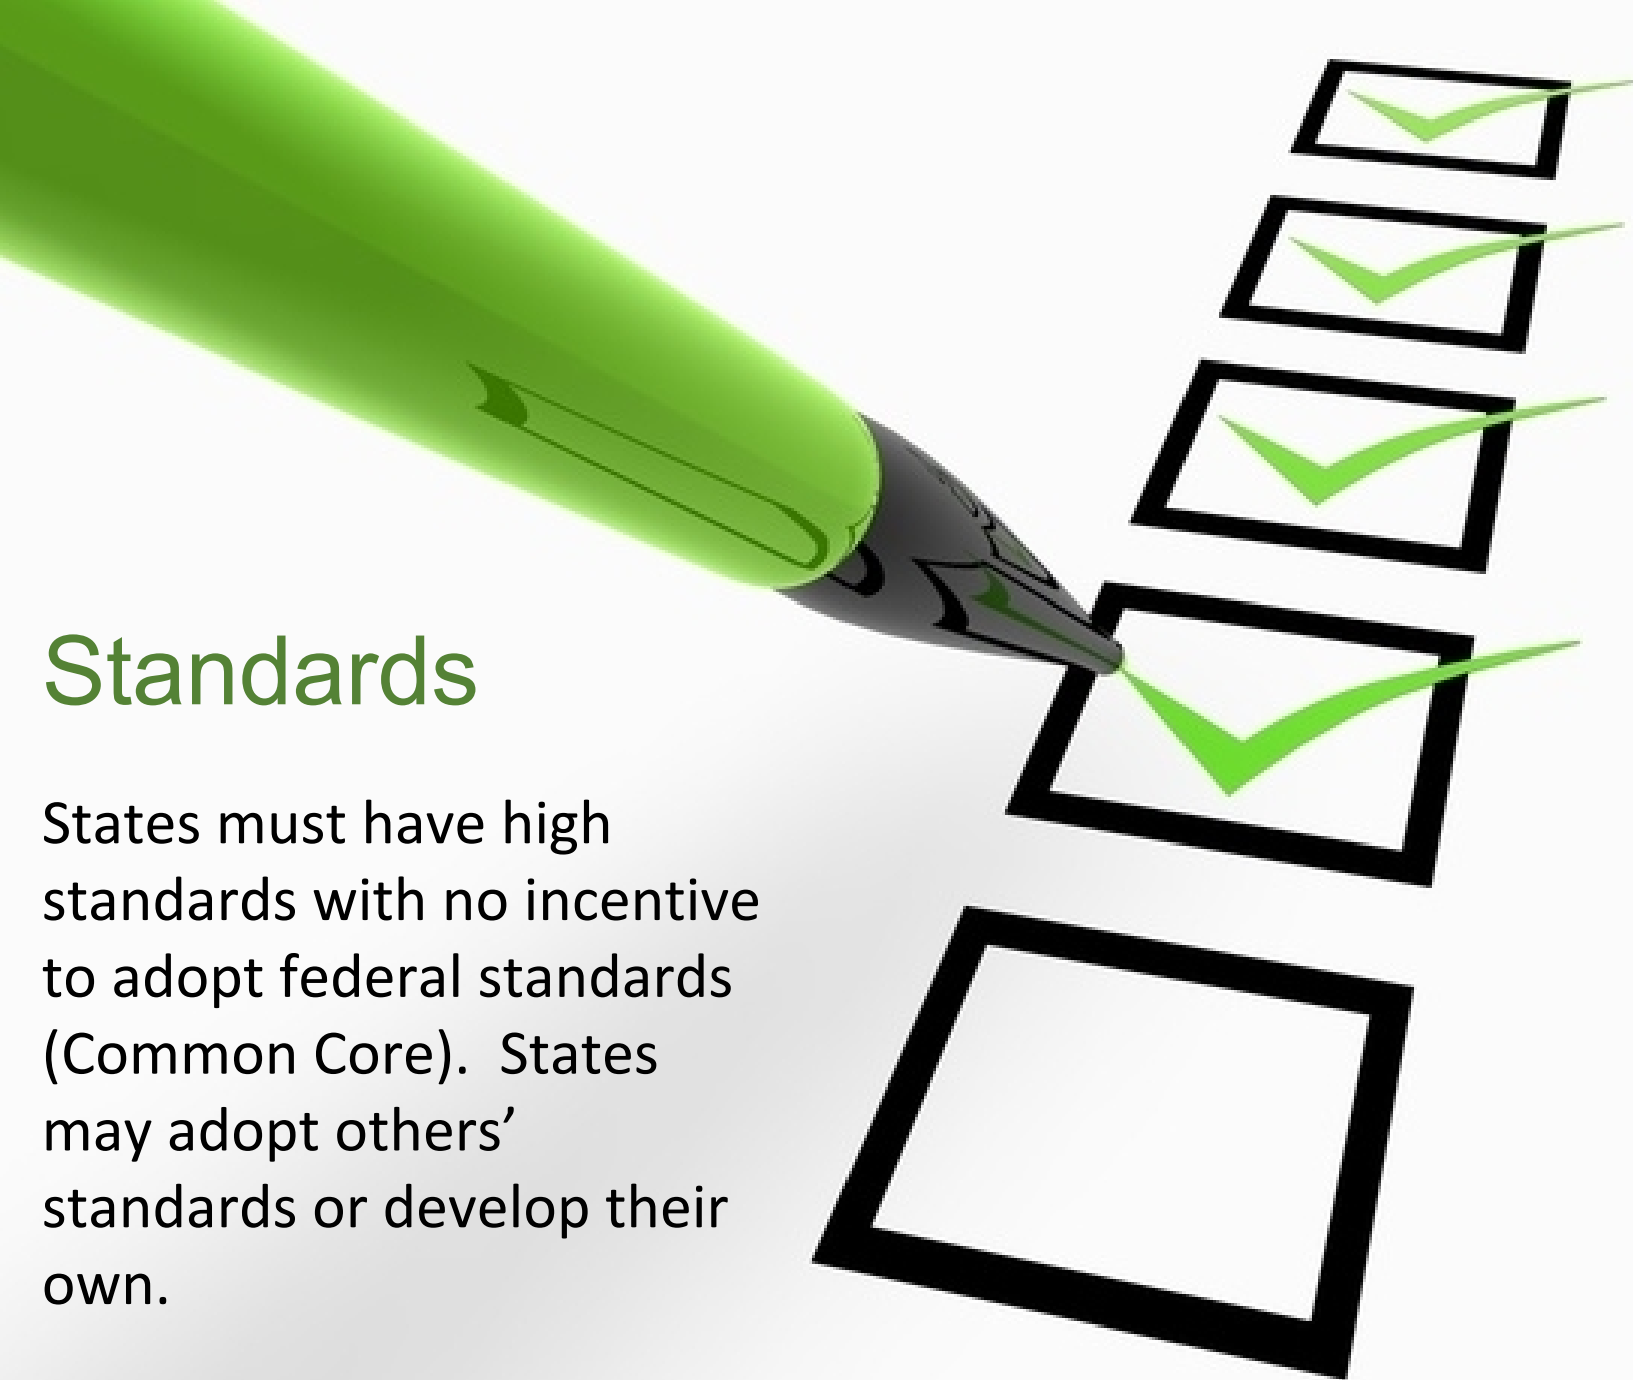 Standards
States must have high
standards with no incentive
to adopt federal standards
(Common Core).  States
may adopt others’
standards or develop their
own.